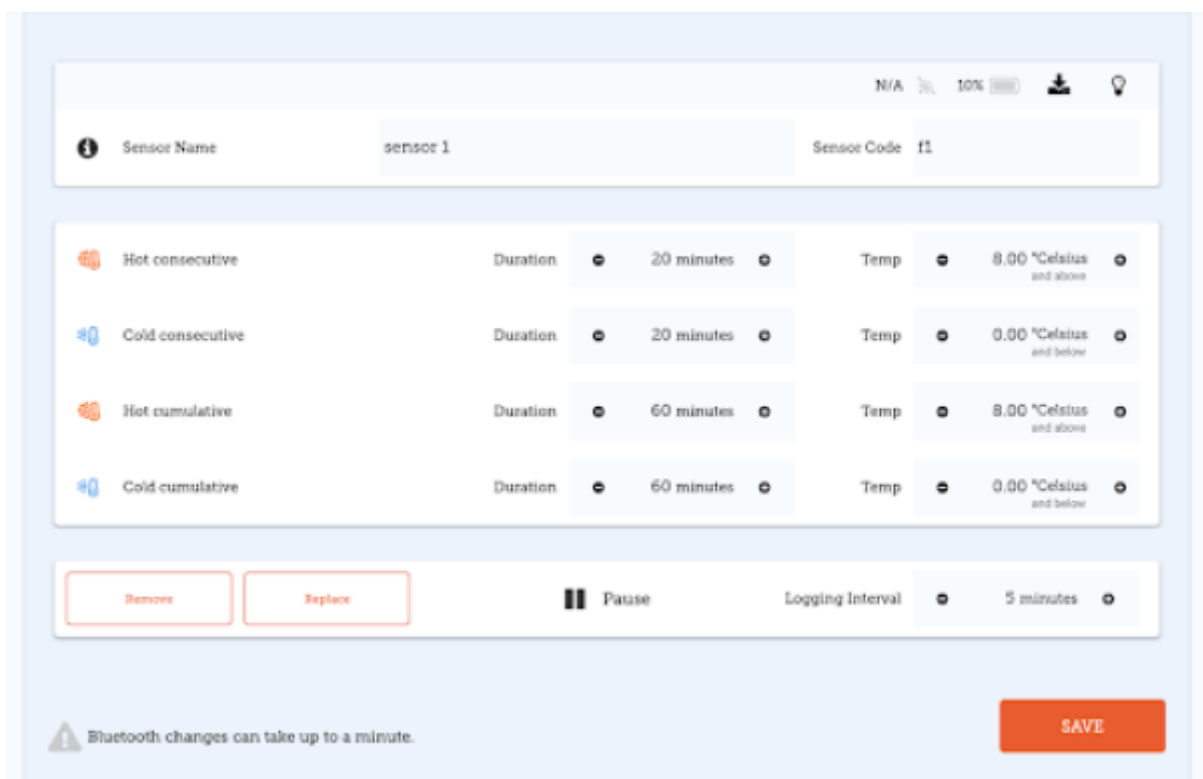 N/A 10%
Sensor Name sensor 1 Sensor Code f1
Hot consecutive Duration 20 minutes Temp 8.00 °Celsius
and above
Cold consecutive Duration 20 minutes Temp 0.00 °Celsius
and below
Hot cumulative Duration 60 minutes Temp 8.00 °Celsius
and above
Cold cumulative Duration 60 minutes Temp 0.00 °Celsius
and below
Remove Replace Pause Logging Interval 5 minutes
Bluetooth changes can take up to a minute. SAVE